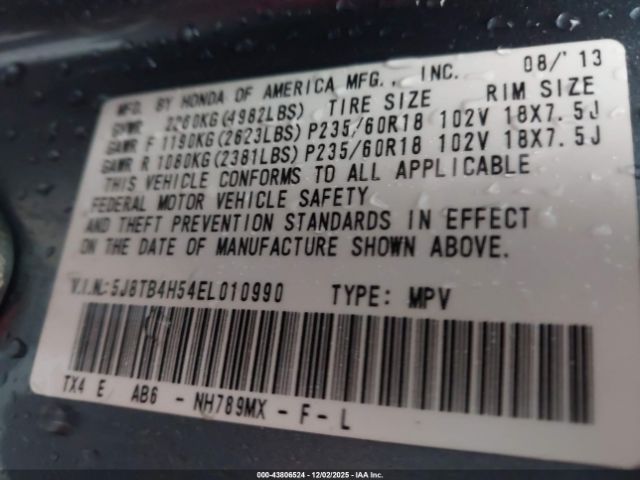 MFD. BY HONDA OF AMERICA MFG., INC. 08/'13
GVWR 2260KG(4982LBS) TIRE SIZE RIM SIZE
GAWR F 1190KG(2623LBS) P235/60R18 102V 18X7.5J
GAWR R 1080KG(2381LBS) P235/60R18 102V 18X7.5J
THIS VEHICLE CONFORMS TO ALL APPLICABLE
FEDERAL MOTOR VEHICLE SAFETY
AND THEFT PREVENTION STANDARDS IN EFFECT
ON THE DATE OF MANUFACTURE SHOWN ABOVE.
V.I.N.: 5J8TB4H54EL010990 TYPE: MPV
TX4 E AB6 - NH789MX - F - L
000-43806524 - 12/02/2025 - IAA Inc.